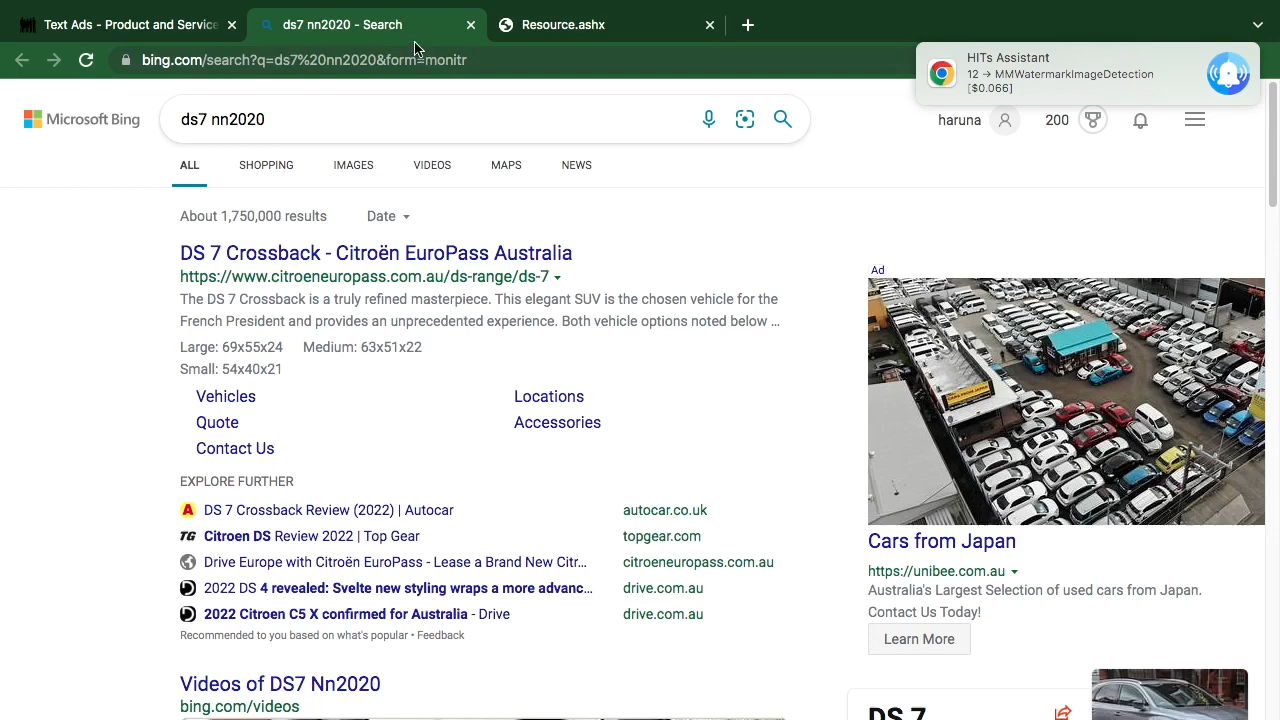 Text Ads - Product and Service
ds7 nn2020 - Search
Resource.ashx
bing.com/search?q=ds7%20nn2020&form=monitr
HITs Assistant
12 → MMWatermarkImageDetection
[$0.066]
Microsoft Bing
ds7 nn2020
haruna
200
ALL
SHOPPING
IMAGES
VIDEOS
MAPS
NEWS
About 1,750,000 results
Date
DS 7 Crossback - Citroën EuroPass Australia
https://www.citroeneuropass.com.au/ds-range/ds-7
The DS 7 Crossback is a truly refined masterpiece. This elegant SUV is the chosen vehicle for the
French President and provides an unprecedented experience. Both vehicle options noted below ...
Large: 69x55x24 Medium: 63x51x22
Small: 54x40x21
Vehicles
Locations
Quote
Accessories
Contact Us
EXPLORE FURTHER
A DS 7 Crossback Review (2022) | Autocar autocar.co.uk
TG Citroen DS Review 2022 | Top Gear topgear.com
Drive Europe with Citroën EuroPass - Lease a Brand New Citr... citroeneuropass.com.au
2022 DS 4 revealed: Svelte new styling wraps a more advanc... drive.com.au
2022 Citroen C5 X confirmed for Australia - Drive drive.com.au
Recommended to you based on what's popular • Feedback
Videos of DS7 Nn2020
bing.com/videos
Ad
Cars from Japan
https://unibee.com.au
Australia's Largest Selection of used cars from Japan.
Contact Us Today!
Learn More
DS 7